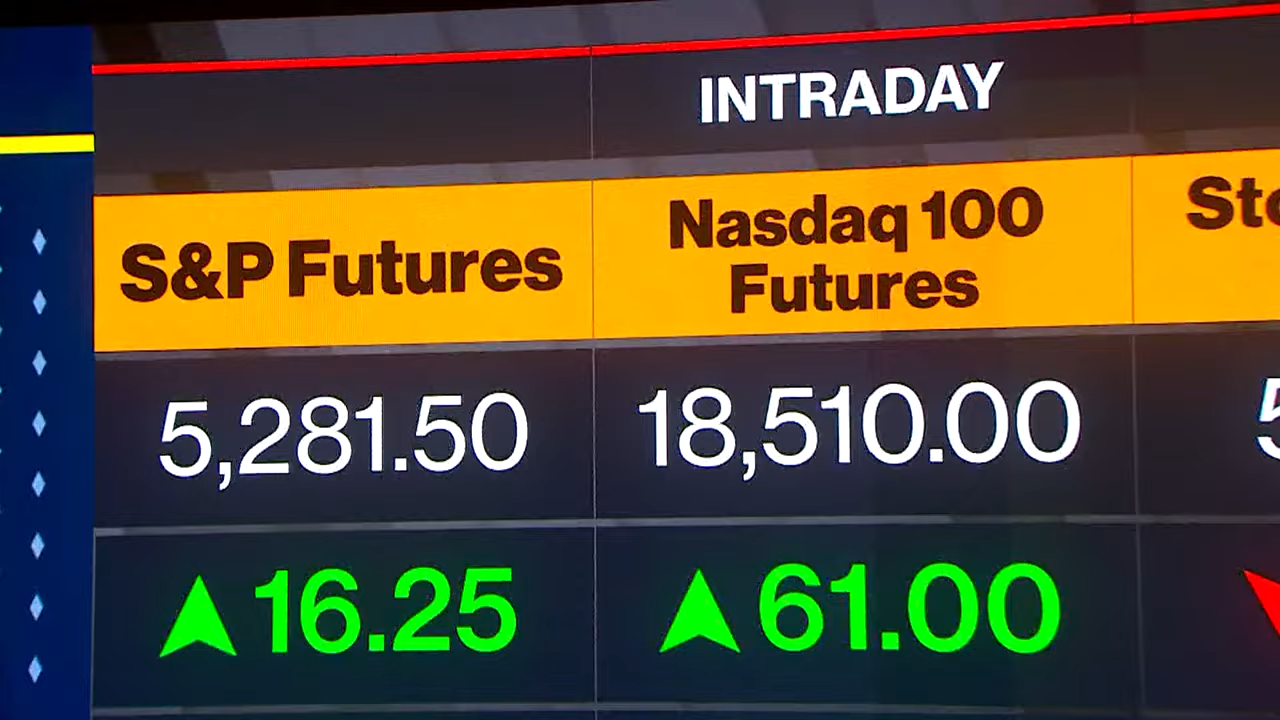 INTRADAY
S&P Futures
Nasdaq 100
Futures
5,281.50
18,510.00
▲16.25
▲61.00